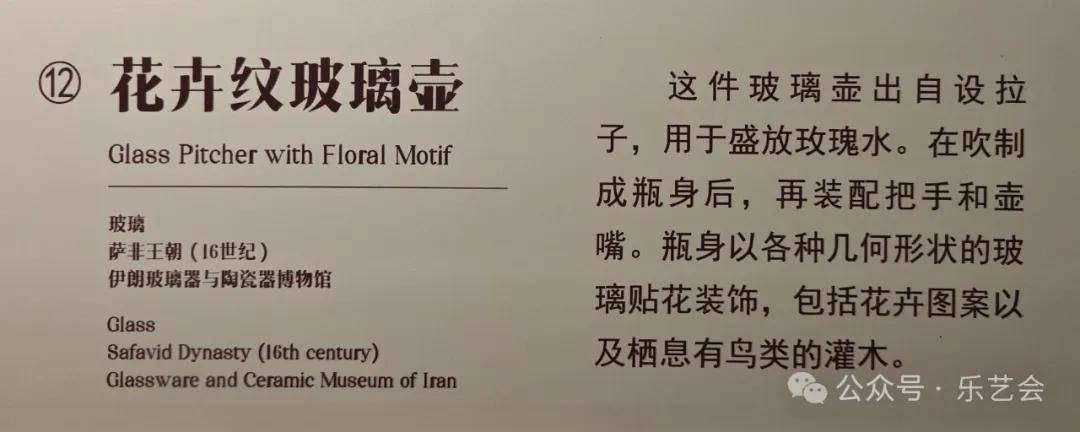 ⑫ 花卉纹玻璃壶
Glass Pitcher with Floral Motif
玻璃
萨非王朝（16世纪）
伊朗玻璃器与陶瓷器博物馆
Glass
Safavid Dynasty (16th century)
Glassware and Ceramic Museum of Iran
这件玻璃壶出自设拉
子，用于盛放玫瑰水。在吹制
成瓶身后，再装配把手和壶
嘴。瓶身以各种几何形状的玻
璃贴花装饰，包括花卉图案以
及栖息有鸟类的灌木。
公众号·乐艺会